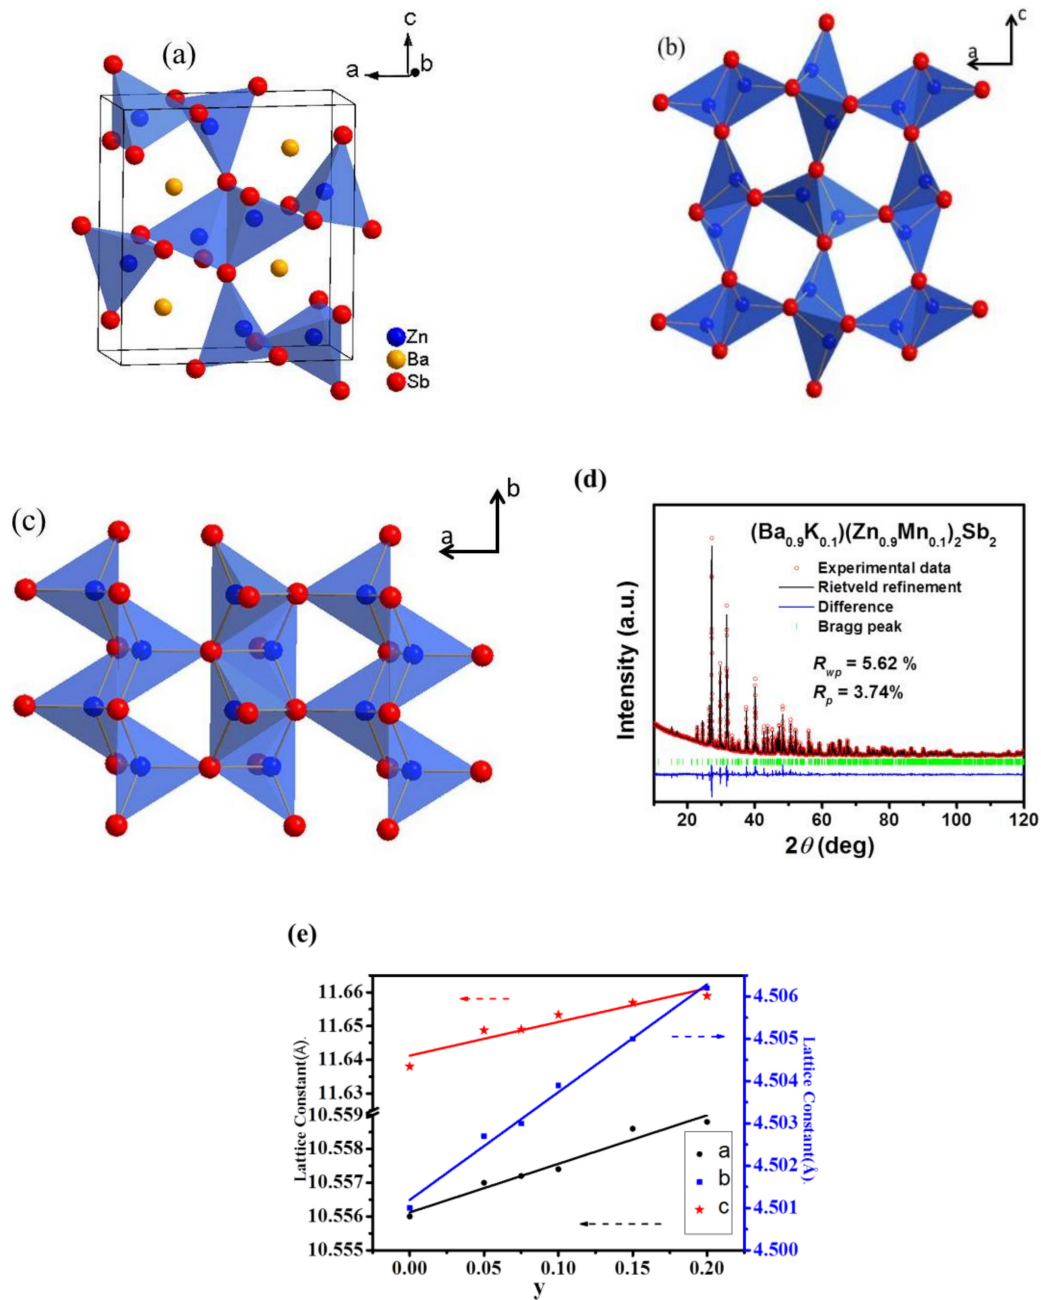 (a)
c
a
b
Zn
Ba
Sb
(b)
c
a
(c)
b
a
(d)
(Ba0.9K0.1)(Zn0.9Mn0.1)2Sb2
Experimental data
Rietveld refinement
Difference
Bragg peak
Rwp = 5.62 %
Rp = 3.74%
Intensity (a.u.)
20 40 60 80 100 120
2θ (deg)
(e)
Lattice Constant(Å).
11.66
11.65
11.64
11.63
10.559
10.558
10.557
10.556
10.555
4.506
4.505
4.504
4.503
4.502
4.501
4.500
Lattice Constant(Å).
a
b
c
0.00 0.05 0.10 0.15 0.20
y